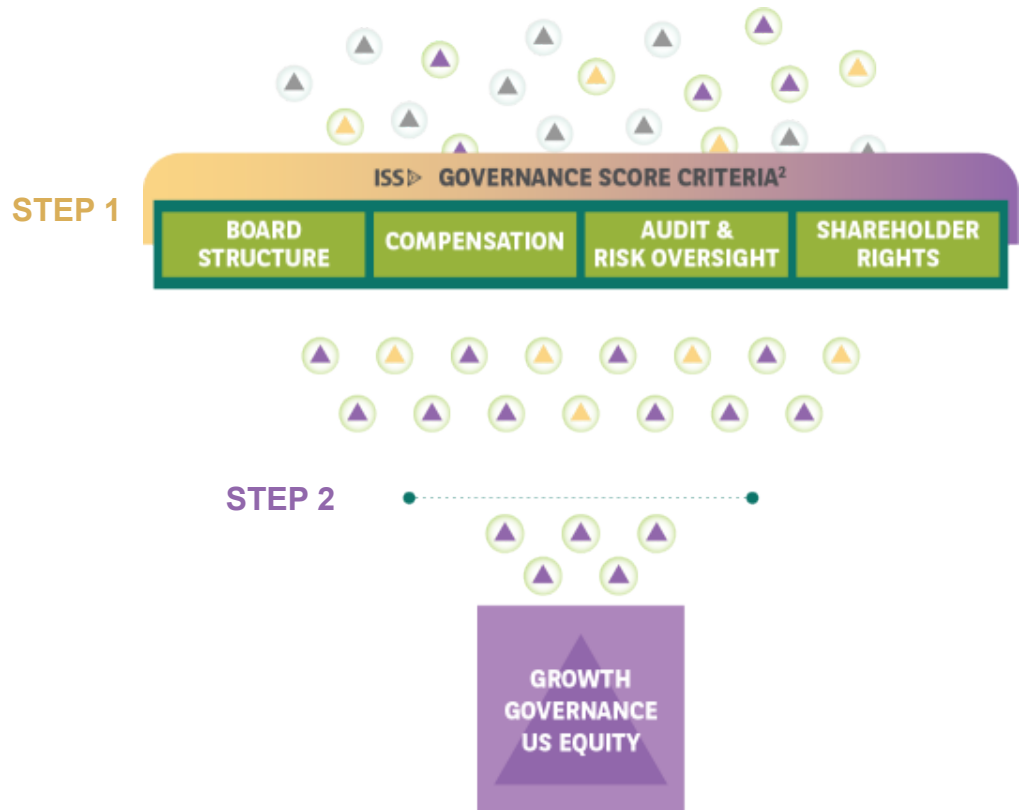 ISS GOVERNANCE SCORE CRITERIA²
STEP 1
BOARD
STRUCTURE
COMPENSATION
AUDIT &
RISK OVERSIGHT
SHAREHOLDER
RIGHTS
STEP 2
GROWTH
GOVERNANCE
US EQUITY